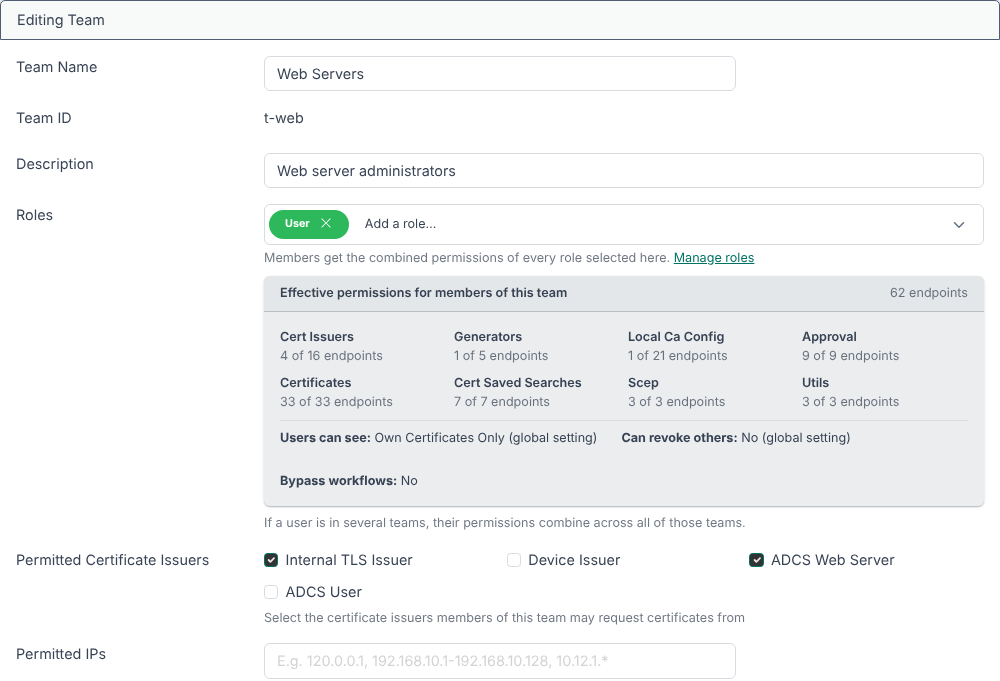 Editing Team
Team Name
Web Servers
Team ID
t-web
Description
Web server administrators
Roles
User
Add a role...
Members get the combined permissions of every role selected here. Manage roles
Effective permissions for members of this team
62 endpoints
Cert Issuers
4 of 16 endpoints
Generators
1 of 5 endpoints
Local Ca Config
1 of 21 endpoints
Approval
9 of 9 endpoints
Certificates
33 of 33 endpoints
Cert Saved Searches
7 of 7 endpoints
Scep
3 of 3 endpoints
Utils
3 of 3 endpoints
Users can see: Own Certificates Only (global setting)
Can revoke others: No (global setting)
Bypass workflows: No
If a user is in several teams, their permissions combine across all of those teams.
Permitted Certificate Issuers
Internal TLS Issuer
Device Issuer
ADCS Web Server
ADCS User
Select the certificate issuers members of this team may request certificates from
Permitted IPs
E.g. 120.0.0.1, 192.168.10.1-192.168.10.128, 10.12.1.*